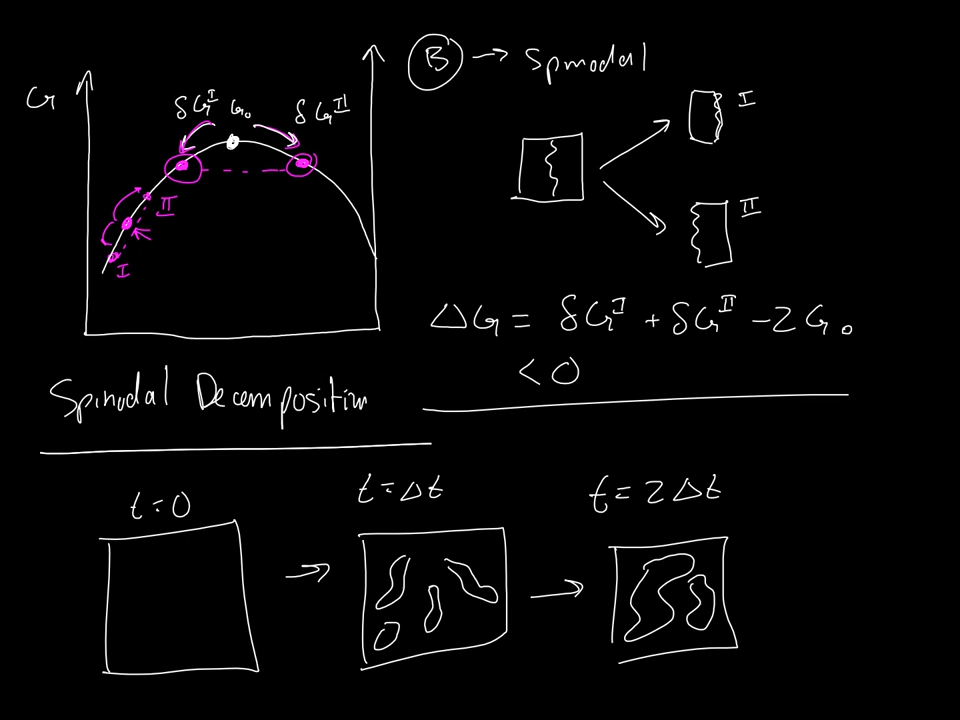 B → Spinodal
G
δG^I G₀ δG^II
I
II
II
I
ΔG = δG^I + δG^II - 2G₀
< 0
Spinodal Decomposition
t=0
t=Δt
t=2Δt